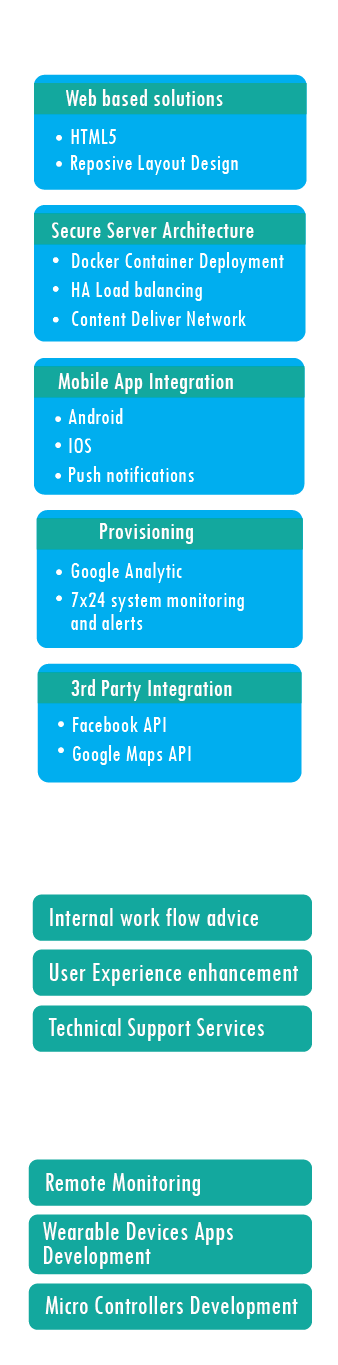 Web based solutions
• HTML5
• Reposive Layout Design
Secure Server Architecture
• Docker Container Deployment
• HA Load balancing
• Content Deliver Network
Mobile App Integration
• Android
• IOS
• Push notifications
Provisioning
• Google Analytic
• 7x24 system monitoring
and alerts
3rd Party Integration
• Facebook API
• Google Maps API
Internal work flow advice
User Experience enhancement
Technical Support Services
Remote Monitoring
Wearable Devices Apps
Development
Micro Controllers Development